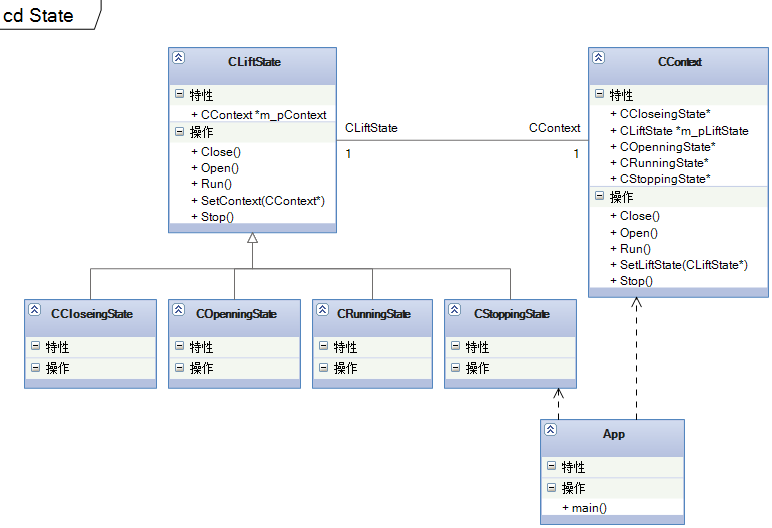 cd State
CLiftState
特性
+ CContext *m_pContext
操作
+ Close()
+ Open()
+ Run()
+ SetContext(CContext*)
+ Stop()
CLiftState
1
CContext
1
CContext
特性
+ CCloseingState*
+ CLiftState *m_pLiftState
+ COpenningState*
+ CRunningState*
+ CStoppingState*
操作
+ Close()
+ Open()
+ Run()
+ SetLiftState(CLiftState*)
+ Stop()
CCloseingState
特性
操作
COpenningState
特性
操作
CRunningState
特性
操作
CStoppingState
特性
操作
App
特性
操作
+ main()